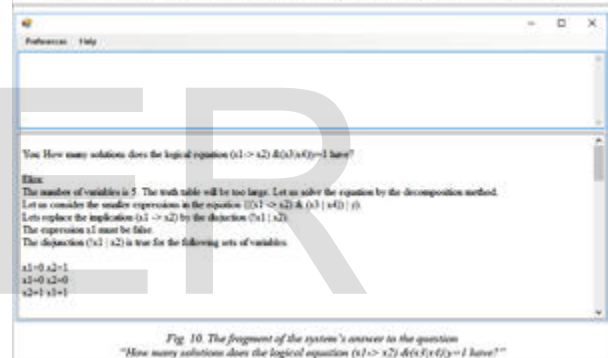 Preferences Help
You: How many solutions does the logical equation (x1-> x2) &(x3|x4)|y=1 have?
Eliza:
The number of variables is 5. The truth table will be too large. Let us solve the equation by the decomposition method.
Let us consider the smaller expressions in the equation (((x1 -> x2) & (x3 | x4)) | y).
Lets replace the implication (x1 -> x2) by the disjuction (!x1 | x2).
The expression x1 must be false.
The disjunction (!x1 | x2) is true for the following sets of variables:
x1=0 x2=1
x1=0 x2=0
x2=1 x1=1
ER
Fig. 10. The fragment of the system's answer to the question
"How many solutions does the logical equation (x1-> x2) &(x3|x4)|y=1 have?"